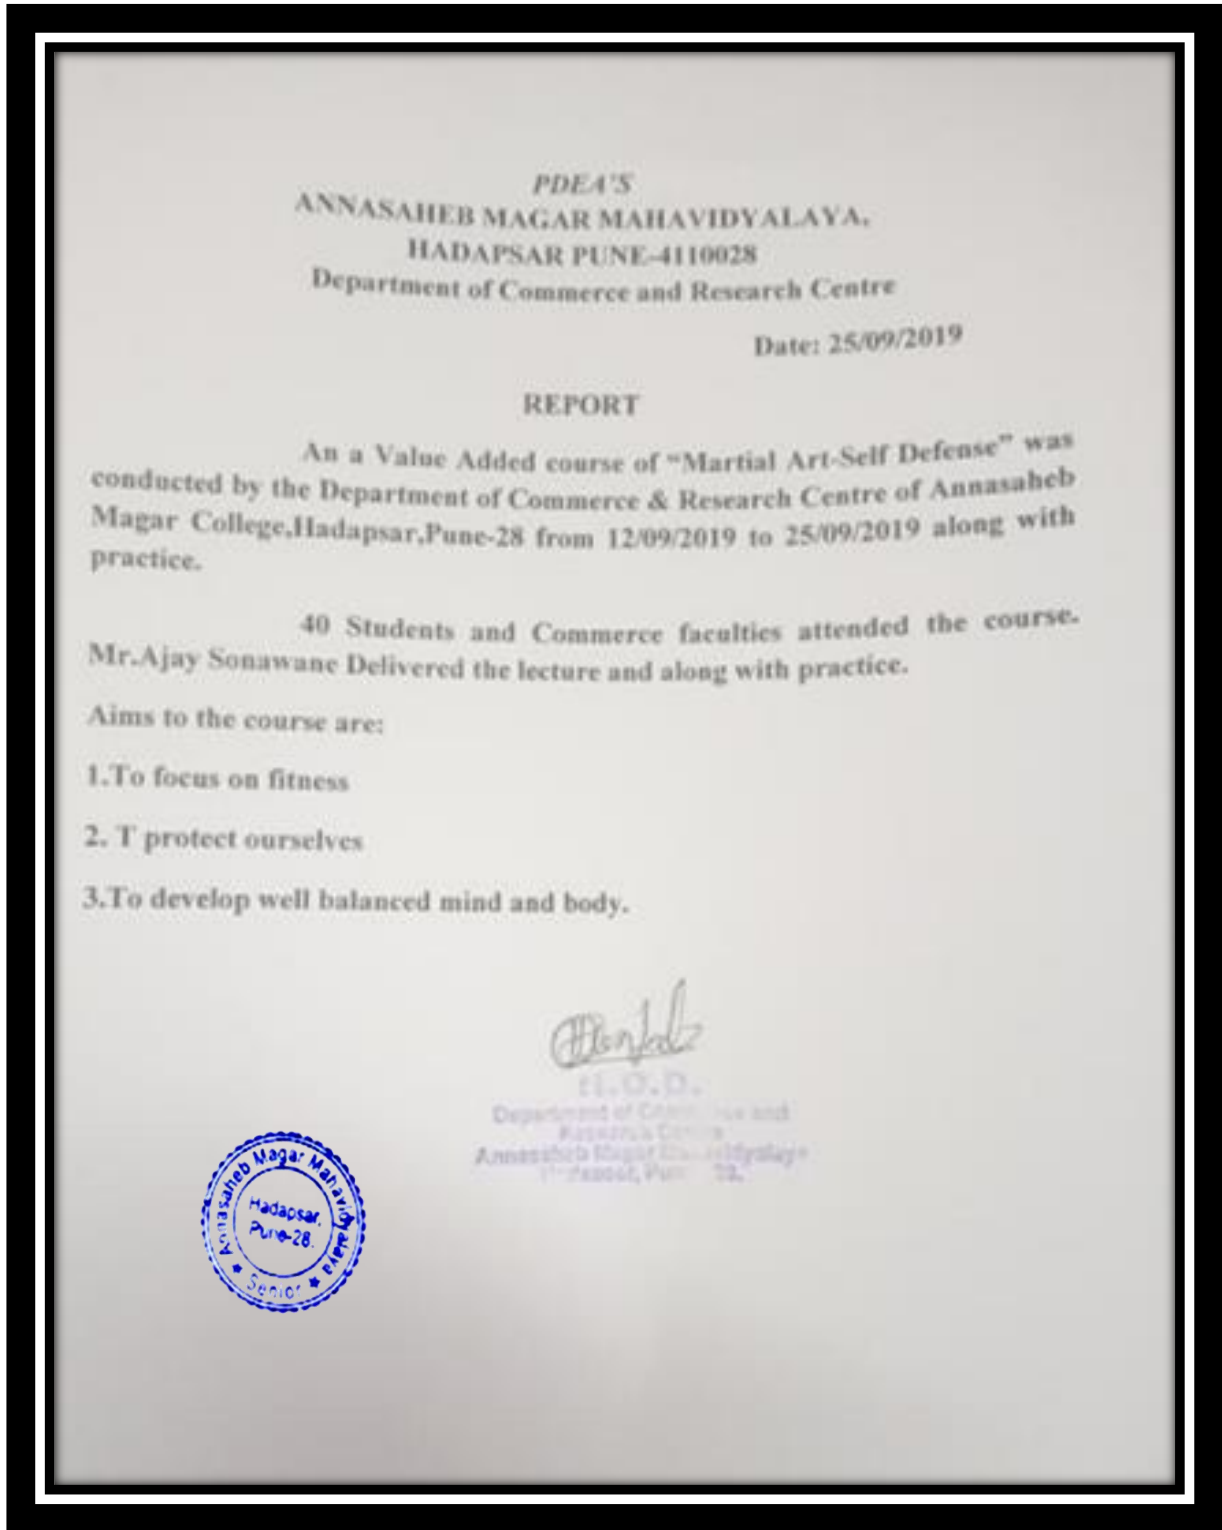 PDEA'S
ANNASAHEB MAGAR MAHAVIDYALAYA,
HADAPSAR PUNE-4110028
Department of Commerce and Research Centre
Date: 25/09/2019
REPORT
An a Value Added course of “Martial Art-Self Defense” was
conducted by the Department of Commerce & Research Centre of Annasaheb
Magar College,Hadapsar,Pune-28 from 12/09/2019 to 25/09/2019 along with
practice.
40 Students and Commerce faculties attended the course.
Mr.Ajay Sonawane Delivered the lecture and along with practice.
Aims to the course are:
1.To focus on fitness
2. T protect ourselves
3.To develop well balanced mind and body.
H.O.D.
Department of and
Annasaheb Magar
Annasaheb Magar Mahavidyalaya
Hadapsar,
Pune-28.
★ Senior ★